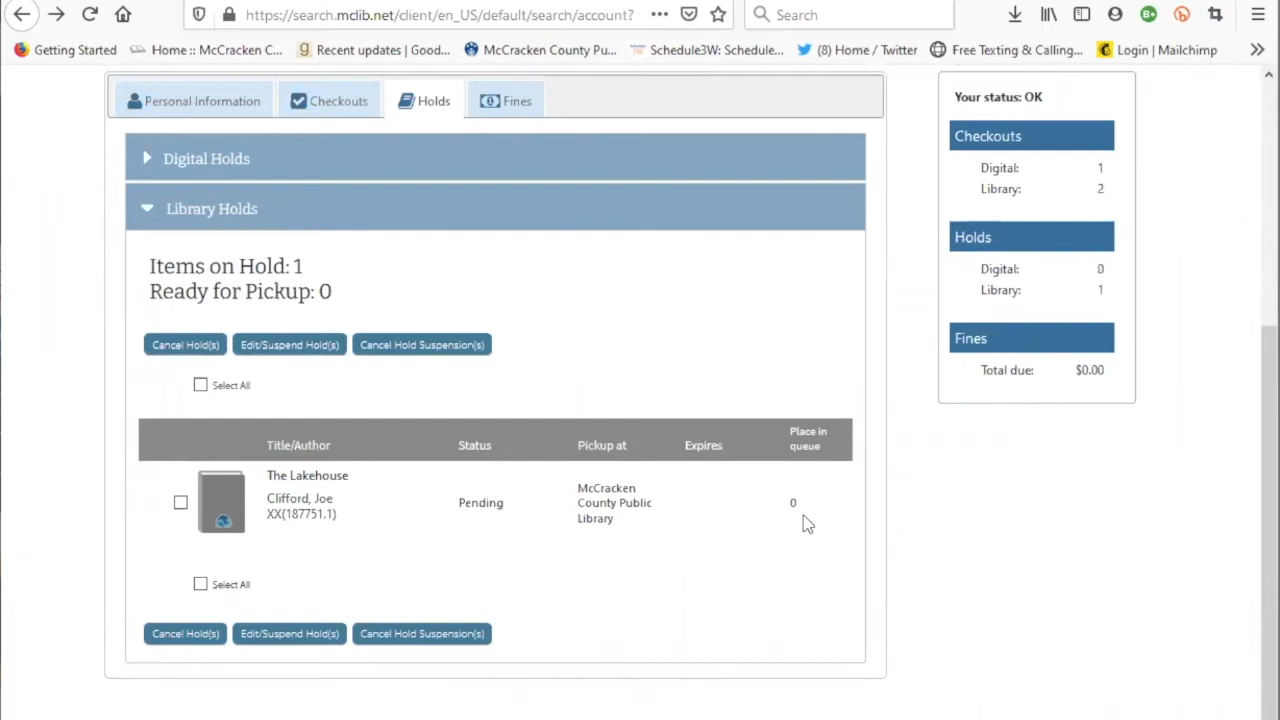 https://search.mclib.net/client/en_US/default/search/account?
Search
Getting Started
Home :: McCracken C...
Recent updates | Good...
McCracken County Pu...
Schedule3W: Schedule...
(8) Home / Twitter
Free Texting & Calling...
Login | Mailchimp
Personal Information
Checkouts
Holds
Fines
Digital Holds
Library Holds
Items on Hold: 1
Ready for Pickup: 0
Cancel Hold(s)
Edit/Suspend Hold(s)
Cancel Hold Suspension(s)
Select All
Title/Author
Status
Pickup at
Expires
Place in
queue
The Lakehouse
Clifford, Joe
XX(187751.1)
Pending
McCracken
County Public
Library
0
Select All
Cancel Hold(s)
Edit/Suspend Hold(s)
Cancel Hold Suspension(s)
Your status: OK
Checkouts
Digital: 1
Library: 2
Holds
Digital: 0
Library: 1
Fines
Total due: $0.00